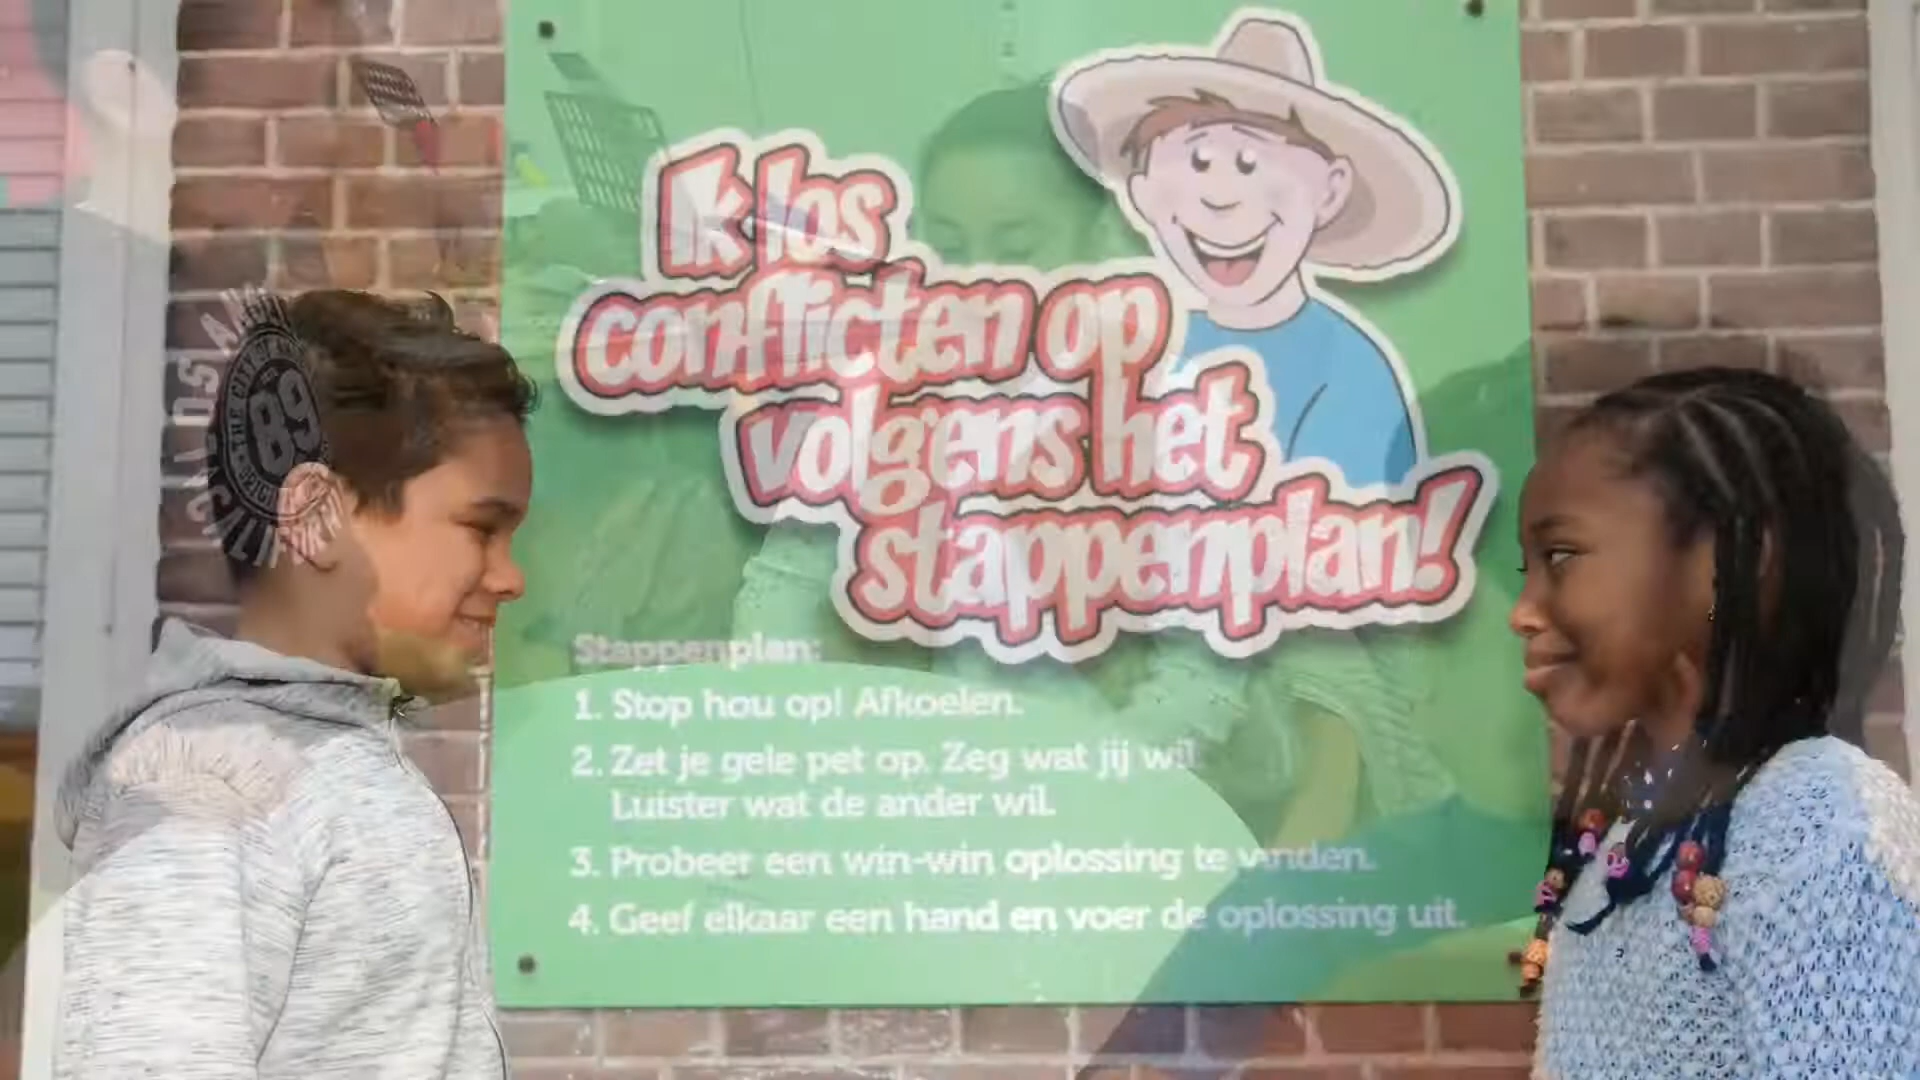 Ik los
conflicten op
volgens het
stappenplan!
Stappenplan:
1. Stop hou op! Afkoelen.
2. Zet je gele pet op. Zeg wat jij wil.
Luister wat de ander wil.
3. Probeer een win-win oplossing te vinden.
4. Geef elkaar een hand en voer de oplossing uit.
89